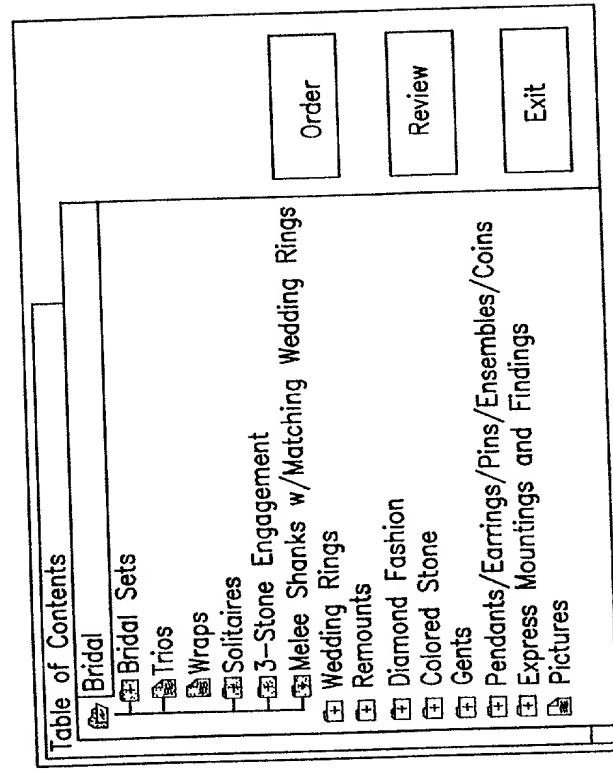 Table of Contents
Bridal
Bridal Sets
Trios
Wraps
Solitaires
3-Stone Engagement
Melee Shanks w/Matching Wedding Rings
Wedding Rings
Remounts
Diamond Fashion
Colored Stone
Gents
Pendants/Earrings/Pins/Ensembles/Coins
Express Mountings and Findings
Pictures
Order
Review
Exit